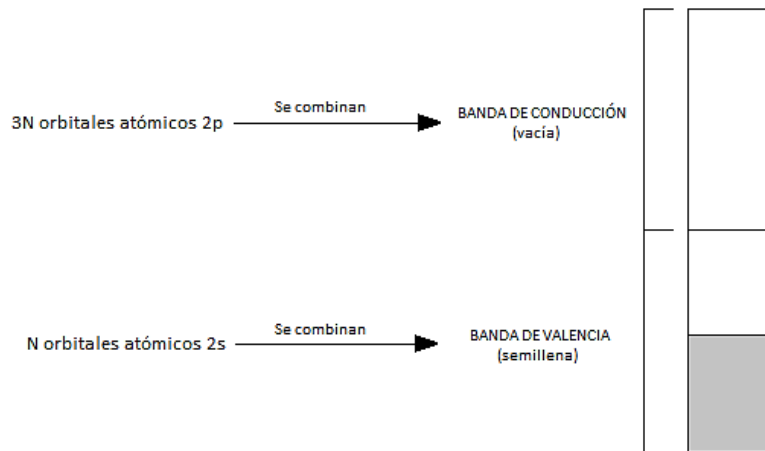 Se combinan
3N orbitales atómicos 2p
BANDA DE CONDUCCIÓN
(vacía)
Se combinan
N orbitales atómicos 2s
BANDA DE VALENCIA
(semillena)